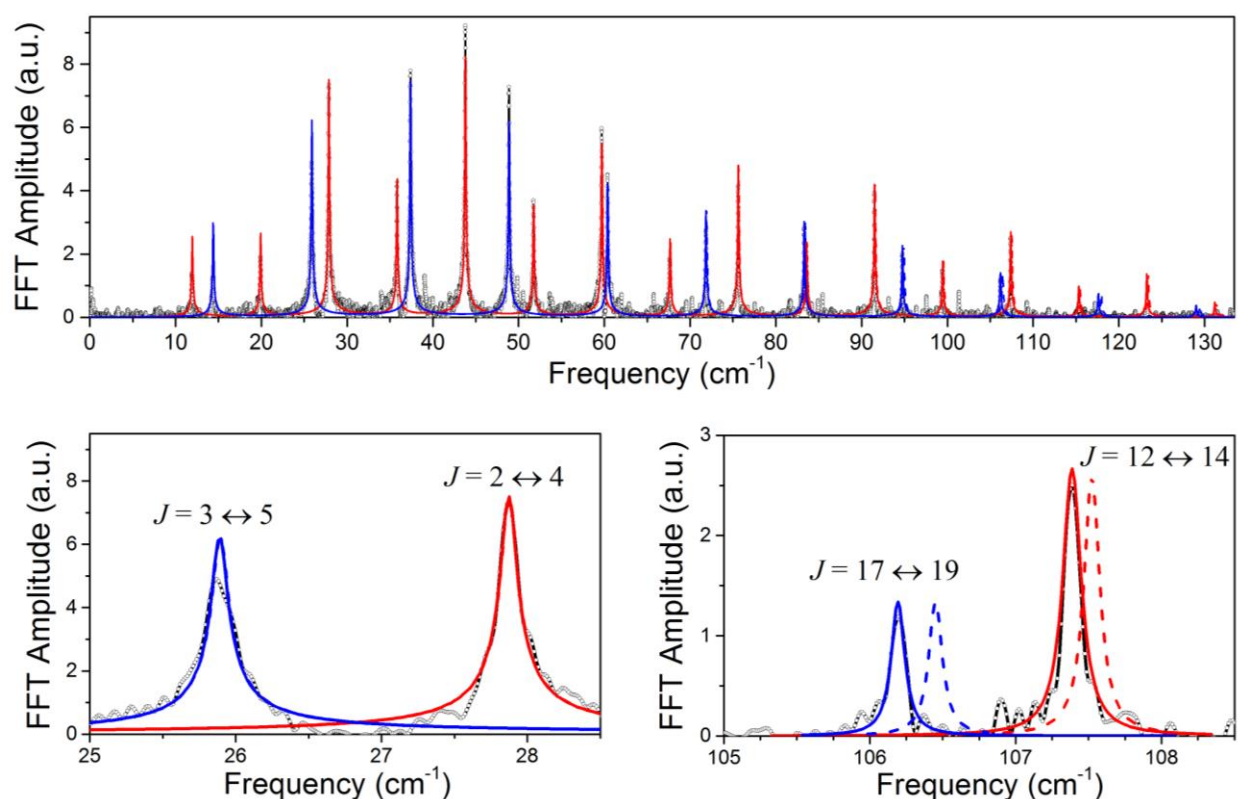 FFT Amplitude (a.u.)
8
6
4
2
0
0 10 20 30 40 50 60 70 80 90 100 110 120 130
Frequency (cm-1)
FFT Amplitude (a.u.)
8
6
4
2
0
J = 3 ↔ 5
J = 2 ↔ 4
25 26 27 28
Frequency (cm-1)
FFT Amplitude (a.u.)
3
2
1
0
J = 12 ↔ 14
J = 17 ↔ 19
105 106 107 108
Frequency (cm-1)